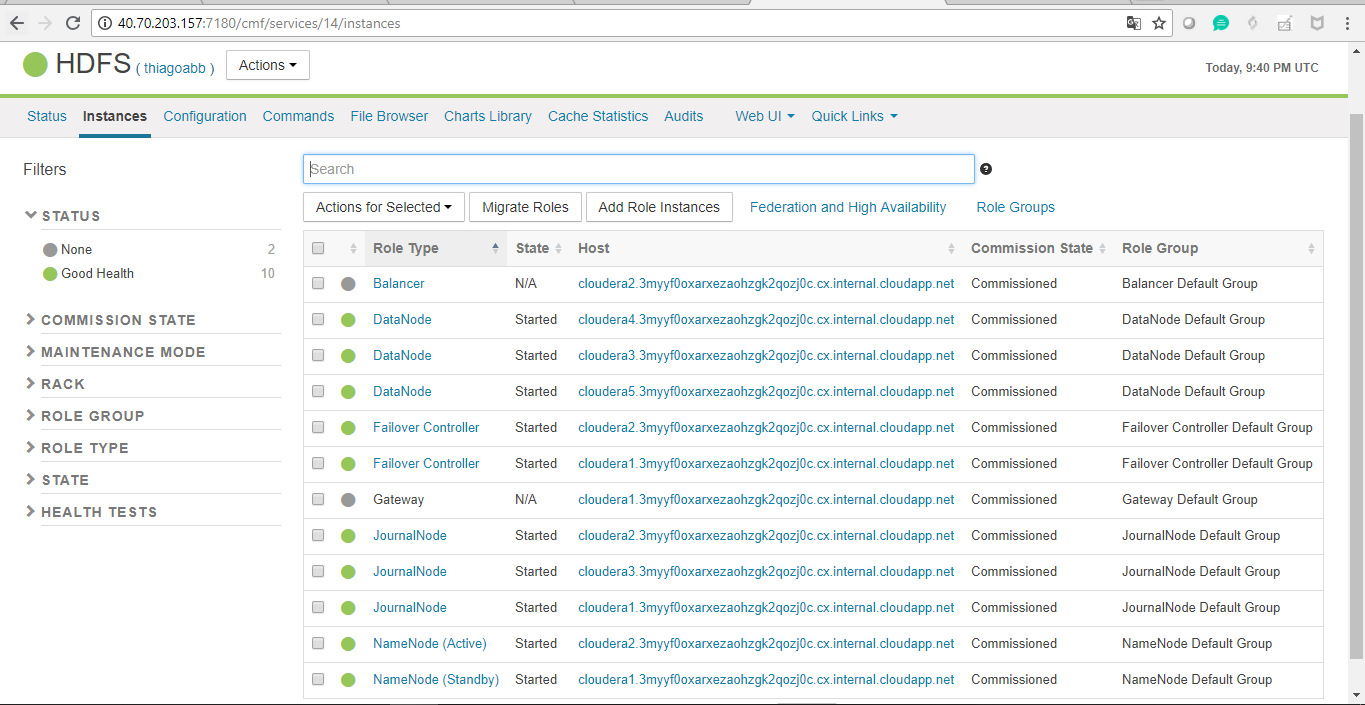 40.70.203.157:7180/cmf/services/14/instances
HDFS ( thiagoabb ) Actions
Today, 9:40 PM UTC
Status Instances Configuration Commands File Browser Charts Library Cache Statistics Audits Web UI Quick Links
Filters
Search
?
STATUS
None 2
Good Health 10
COMMISSION STATE
MAINTENANCE MODE
RACK
ROLE GROUP
ROLE TYPE
STATE
HEALTH TESTS
Actions for Selected Migrate Roles Add Role Instances Federation and High Availability Role Groups
Role Type State Host Commission State Role Group
Balancer N/A cloudera2.3myyf0oxarxezaohzgk2qozj0c.cx.internal.cloudapp.net Commissioned Balancer Default Group
DataNode Started cloudera4.3myyf0oxarxezaohzgk2qozj0c.cx.internal.cloudapp.net Commissioned DataNode Default Group
DataNode Started cloudera3.3myyf0oxarxezaohzgk2qozj0c.cx.internal.cloudapp.net Commissioned DataNode Default Group
DataNode Started cloudera5.3myyf0oxarxezaohzgk2qozj0c.cx.internal.cloudapp.net Commissioned DataNode Default Group
Failover Controller Started cloudera2.3myyf0oxarxezaohzgk2qozj0c.cx.internal.cloudapp.net Commissioned Failover Controller Default Group
Failover Controller Started cloudera1.3myyf0oxarxezaohzgk2qozj0c.cx.internal.cloudapp.net Commissioned Failover Controller Default Group
Gateway N/A cloudera1.3myyf0oxarxezaohzgk2qozj0c.cx.internal.cloudapp.net Commissioned Gateway Default Group
JournalNode Started cloudera2.3myyf0oxarxezaohzgk2qozj0c.cx.internal.cloudapp.net Commissioned JournalNode Default Group
JournalNode Started cloudera3.3myyf0oxarxezaohzgk2qozj0c.cx.internal.cloudapp.net Commissioned JournalNode Default Group
JournalNode Started cloudera1.3myyf0oxarxezaohzgk2qozj0c.cx.internal.cloudapp.net Commissioned JournalNode Default Group
NameNode (Active) Started cloudera2.3myyf0oxarxezaohzgk2qozj0c.cx.internal.cloudapp.net Commissioned NameNode Default Group
NameNode (Standby) Started cloudera1.3myyf0oxarxezaohzgk2qozj0c.cx.internal.cloudapp.net Commissioned NameNode Default Group